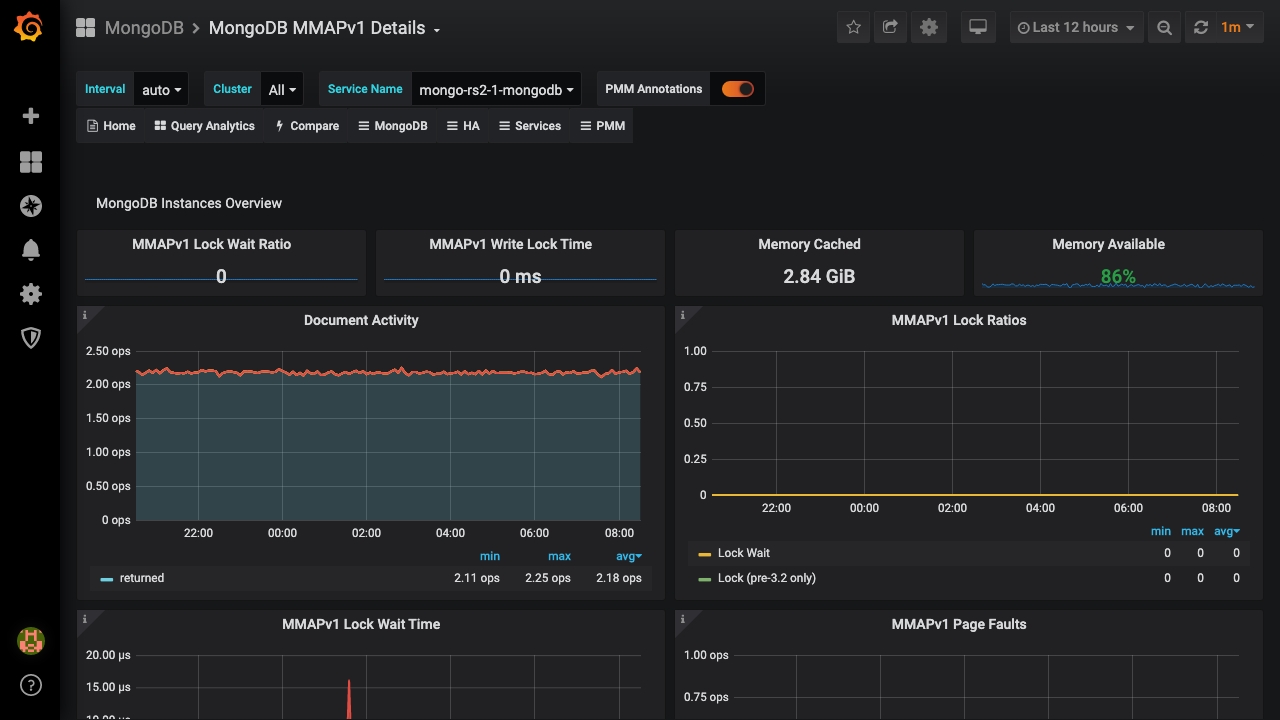 MongoDB > MongoDB MMAPv1 Details
Last 12 hours
1m
Interval auto Cluster All Service Name mongo-rs2-1-mongodb PMM Annotations
Home Query Analytics Compare MongoDB HA Services PMM
MongoDB Instances Overview
MMAPv1 Lock Wait Ratio
0
MMAPv1 Write Lock Time
0 ms
Memory Cached
2.84 GiB
Memory Available
86%
i
Document Activity
2.50 ops
2.00 ops
1.50 ops
1.00 ops
0.50 ops
0 ops
22:00 00:00 02:00 04:00 06:00 08:00
min max avg
returned 2.11 ops 2.25 ops 2.18 ops
i
MMAPv1 Lock Ratios
1.00
0.75
0.50
0.25
0
22:00 00:00 02:00 04:00 06:00 08:00
min max avg
Lock Wait 0 0 0
Lock (pre-3.2 only) 0 0 0
i
MMAPv1 Lock Wait Time
20.00 µs
15.00 µs
10.00 µs
i
MMAPv1 Page Faults
1.00 ops
0.75 ops